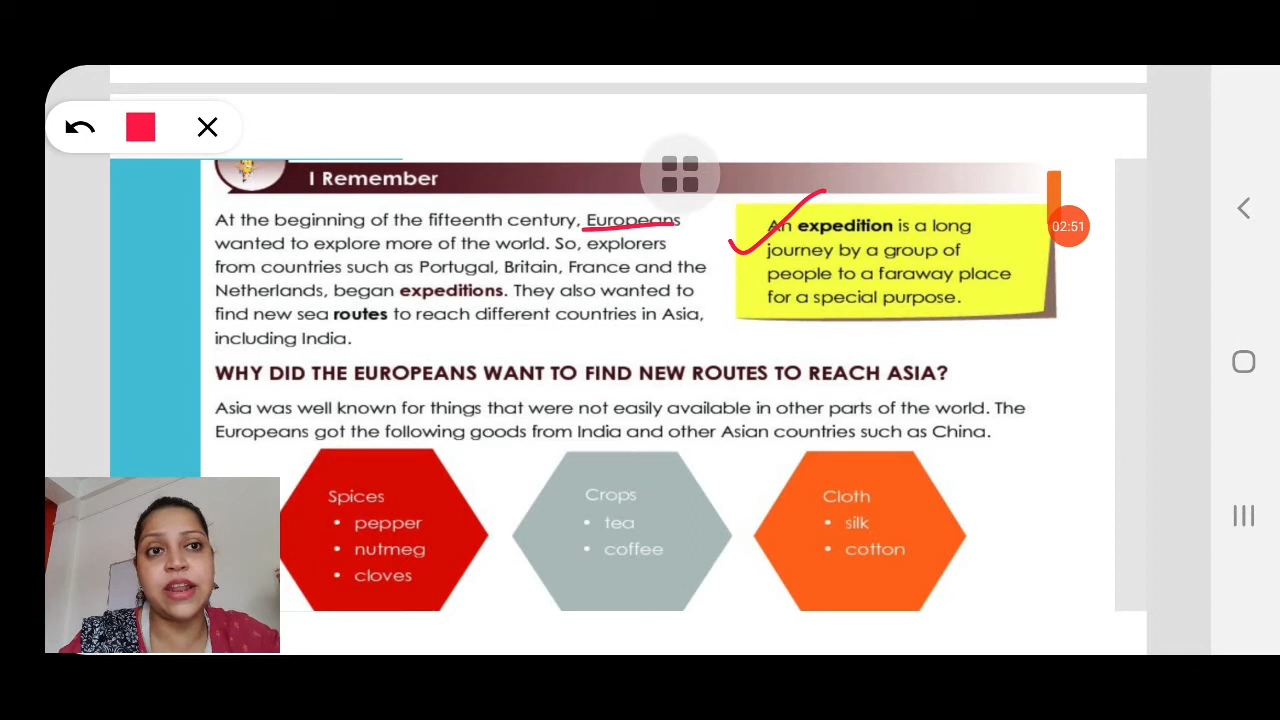 I Remember
At the beginning of the fifteenth century, Europeans
wanted to explore more of the world. So, explorers
from countries such as Portugal, Britain, France and the
Netherlands, began expeditions. They also wanted to
find new sea routes to reach different countries in Asia,
including India.
An expedition is a long
journey by a group of
people to a faraway place
for a special purpose.
02:51
WHY DID THE EUROPEANS WANT TO FIND NEW ROUTES TO REACH ASIA?
Asia was well known for things that were not easily available in other parts of the world. The
Europeans got the following goods from India and other Asian countries such as China.
Spices
• pepper
• nutmeg
• cloves
Crops
• tea
• coffee
Cloth
• silk
• cotton